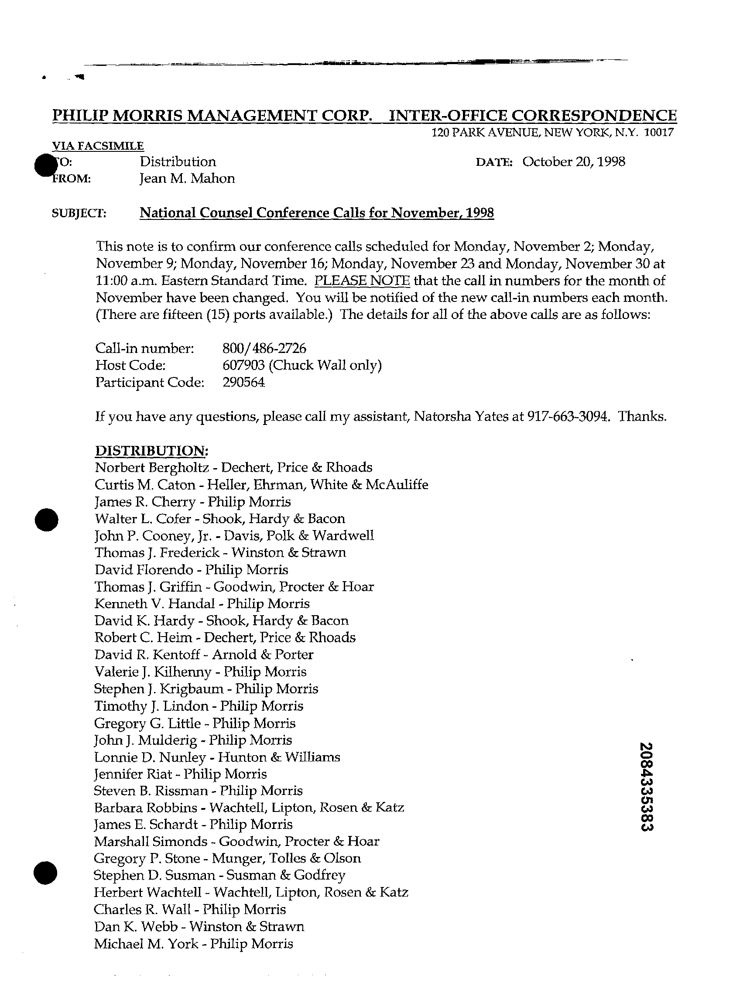 PHILIP MORRIS MANAGEMENT CORP. INTER-OFFICE CORRESPONDENCE
120 PARK AVENUE, NEW YORK, N.Y. 10017
VIA FACSIMILE
TO: Distribution DATE: October 20, 1998
FROM: Jean M. Mahon
SUBJECT: National Counsel Conference Calls for November, 1998
This note is to confirm our conference calls scheduled for Monday, November 2; Monday,
November 9; Monday, November 16; Monday, November 23 and Monday, November 30 at
11:00 a.m. Eastern Standard Time. PLEASE NOTE that the call in numbers for the month of
November have been changed. You will be notified of the new call-in numbers each month.
(There are fifteen (15) ports available.) The details for all of the above calls are as follows:
Call-in number: 800/486-2726
Host Code: 607903 (Chuck Wall only)
Participant Code: 290564
If you have any questions, please call my assistant, Natorsha Yates at 917-663-3094. Thanks.
DISTRIBUTION:
Norbert Bergholtz - Dechert, Price & Rhoads
Curtis M. Caton - Heller, Ehrman, White & McAuliffe
James R. Cherry - Philip Morris
Walter L. Cofer - Shook, Hardy & Bacon
John P. Cooney, Jr. - Davis, Polk & Wardwell
Thomas J. Frederick - Winston & Strawn
David Florendo - Philip Morris
Thomas J. Griffin - Goodwin, Procter & Hoar
Kenneth V. Handal - Philip Morris
David K. Hardy - Shook, Hardy & Bacon
Robert C. Heim - Dechert, Price & Rhoads
David R. Kentoff - Arnold & Porter
Valerie J. Kilhenny - Philip Morris
Stephen J. Krigbaum - Philip Morris
Timothy J. Lindon - Philip Morris
Gregory G. Little - Philip Morris
John J. Mulderig - Philip Morris
Lonnie D. Nunley - Hunton & Williams
Jennifer Riat - Philip Morris
Steven B. Rissman - Philip Morris
Barbara Robbins - Wachtell, Lipton, Rosen & Katz
James E. Schardt - Philip Morris
Marshall Simonds - Goodwin, Procter & Hoar
Gregory P. Stone - Munger, Tolles & Olson
Stephen D. Susman - Susman & Godfrey
Herbert Wachtell - Wachtell, Lipton, Rosen & Katz
Charles R. Wall - Philip Morris
Dan K. Webb - Winston & Strawn
Michael M. York - Philip Morris
2084335383